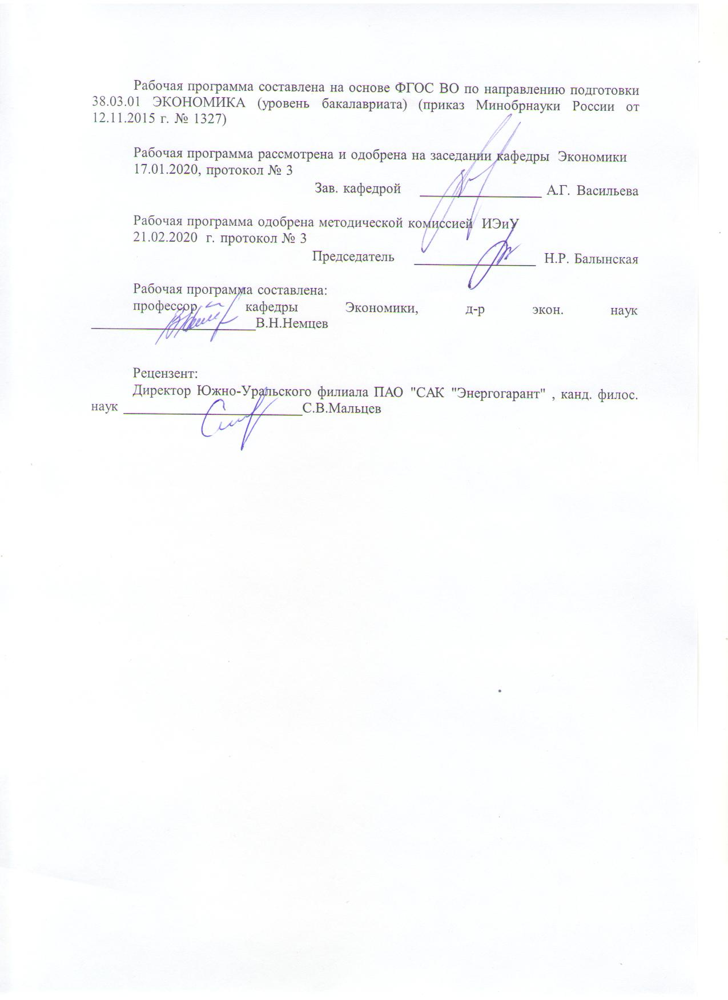 Рабочая программа составлена на основе ФГОС ВО по направлению подготовки
38.03.01 ЭКОНОМИКА (уровень бакалавриата) (приказ Минобрнауки России от
12.11.2015 г. № 1327)
Рабочая программа рассмотрена и одобрена на заседании кафедры Экономики
17.01.2020, протокол № 3
Зав. кафедрой ________________ А.Г. Васильева
Рабочая программа одобрена методической комиссией ИЭиУ
21.02.2020 г. протокол № 3
Председатель ________________ Н.Р. Балынская
Рабочая программа составлена:
профессор кафедры Экономики, д-р экон. наук
______________________В.Н.Немцев
Рецензент:
Директор Южно-Уральского филиала ПАО "САК "Энергогарант" , канд. филос.
наук ________________________С.В.Мальцев